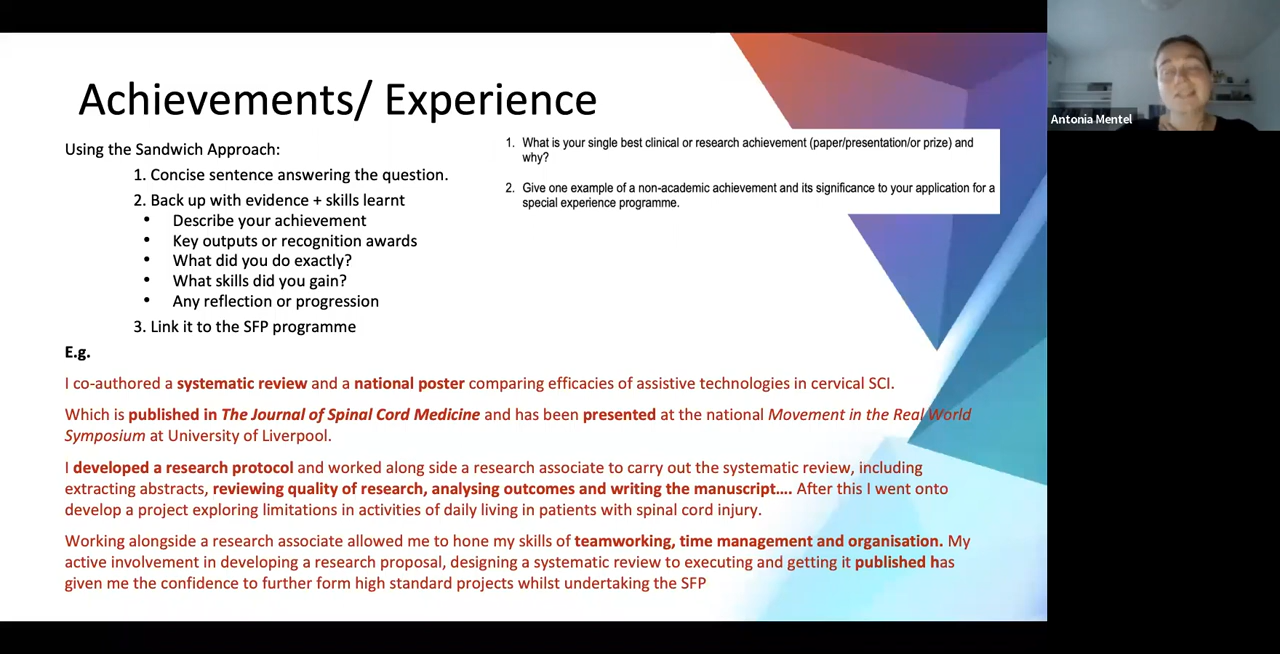 Achievements/ Experience
Using the Sandwich Approach:
1. Concise sentence answering the question.
2. Back up with evidence + skills learnt
• Describe your achievement
• Key outputs or recognition awards
• What did you do exactly?
• What skills did you gain?
• Any reflection or progression
3. Link it to the SFP programme
1. What is your single best clinical or research achievement (paper/presentation/or prize) and
why?
2. Give one example of a non-academic achievement and its significance to your application for a
special experience programme.
E.g.
I co-authored a systematic review and a national poster comparing efficacies of assistive technologies in cervical SCI.
Which is published in The Journal of Spinal Cord Medicine and has been presented at the national Movement in the Real World
Symposium at University of Liverpool.
I developed a research protocol and worked along side a research associate to carry out the systematic review, including
extracting abstracts, reviewing quality of research, analysing outcomes and writing the manuscript.... After this I went onto
develop a project exploring limitations in activities of daily living in patients with spinal cord injury.
Working alongside a research associate allowed me to hone my skills of teamworking, time management and organisation. My
active involvement in developing a research proposal, designing a systematic review to executing and getting it published has
given me the confidence to further form high standard projects whilst undertaking the SFP
Antonia Mentel